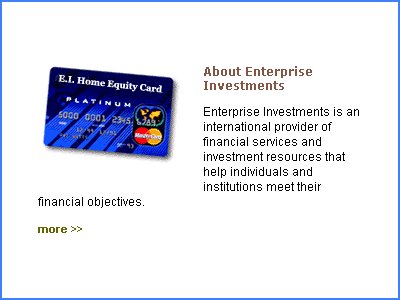 E.I. Home Equity Card
PLATINUM
5000 0001 2345 6789
MasterCard
About Enterprise
Investments
Enterprise Investments is an
international provider of
financial services and
investment resources that
help individuals and
institutions meet their
financial objectives.
more >>